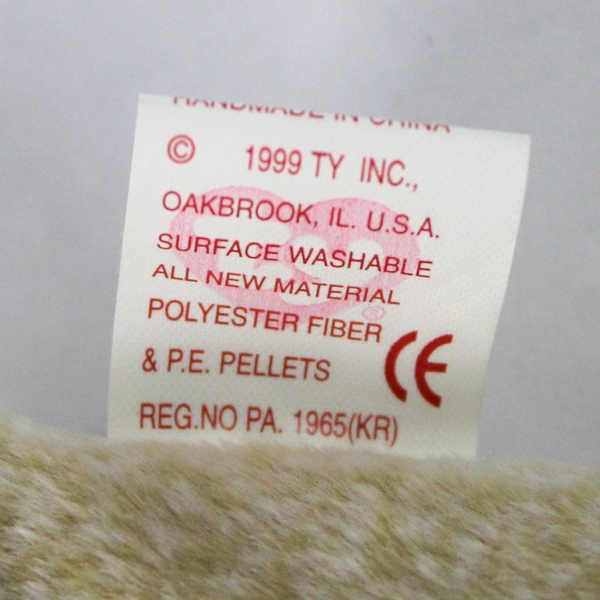 HANDMADE IN CHINA
© 1999 TY INC.,
OAKBROOK, IL. U.S.A.
SURFACE WASHABLE
ALL NEW MATERIAL
POLYESTER FIBER
& P.E. PELLETS CE
REG.NO PA. 1965(KR)